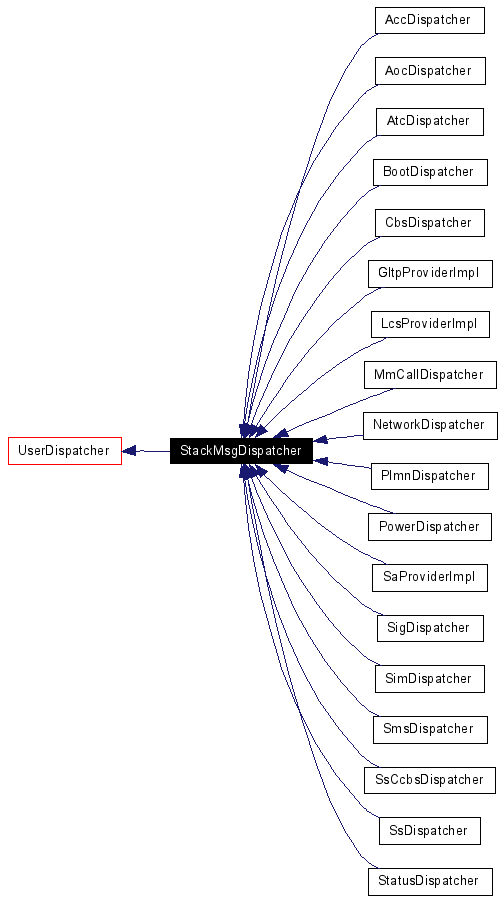 AccDispatcher
AocDispatcher
AtcDispatcher
BootDispatcher
CbsDispatcher
GltpProviderImpl
LcsProviderImpl
MmCallDispatcher
NetworkDispatcher
UserDispatcher
StackMsgDispatcher
PlmnDispatcher
PowerDispatcher
SaProviderImpl
SigDispatcher
SimDispatcher
SmsDispatcher
SsCcbsDispatcher
SsDispatcher
StatusDispatcher